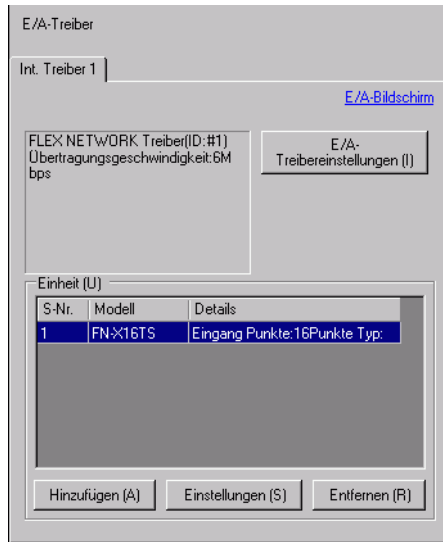 E/A-Treiber
Int. Treiber 1
E/A-Bildschirm
FLEX NETWORK Treiber(ID:#1)
Übertragungsgeschwindigkeit:6M
bps
E/A-
Treibereinstellungen (I)
Einheit (U)
S-Nr. Modell Details
1 FN-X16TS Eingang Punkte:16Punkte Typ:
Hinzufügen (A) Einstellungen (S) Entfernen (R)